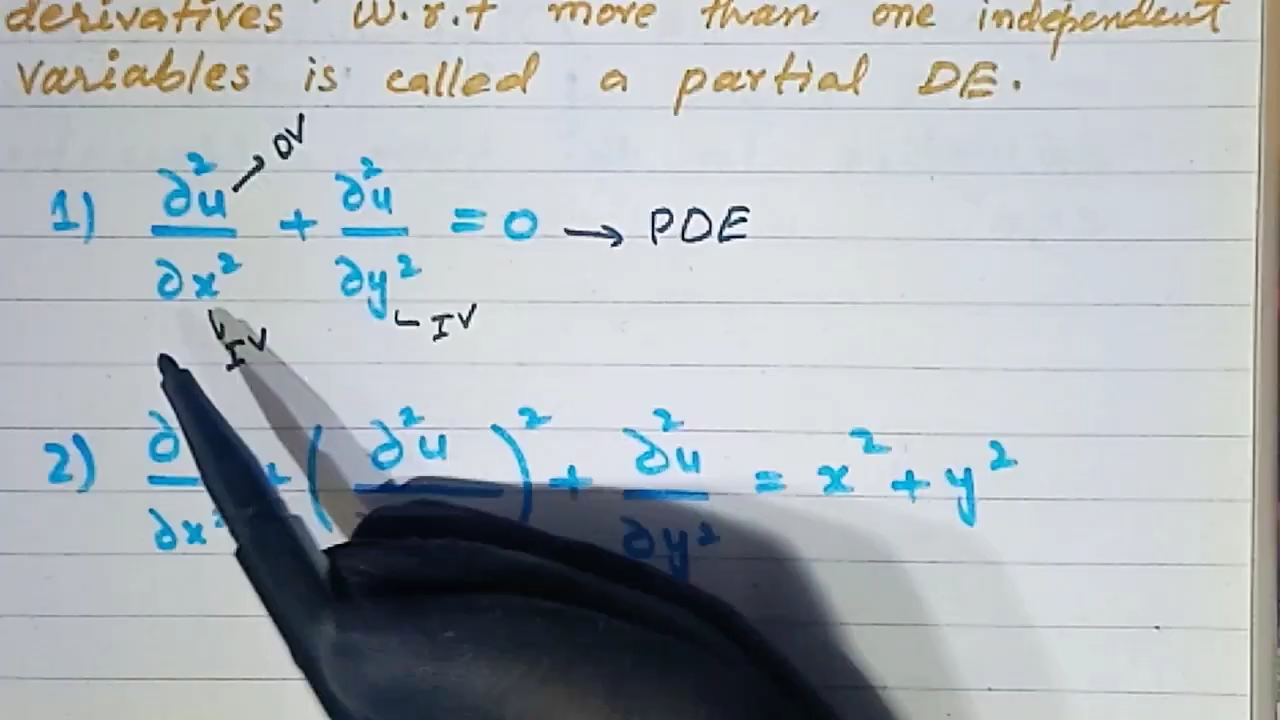 derivatives w.r.t more than one independent
variables is called a partial DE.
1) ∂²u/∂x² + ∂²u/∂y² = 0 → PDE
→ DV
IV
IV
2) ∂ /∂x² + (∂²u )² + ∂²u/∂y² = x² + y²